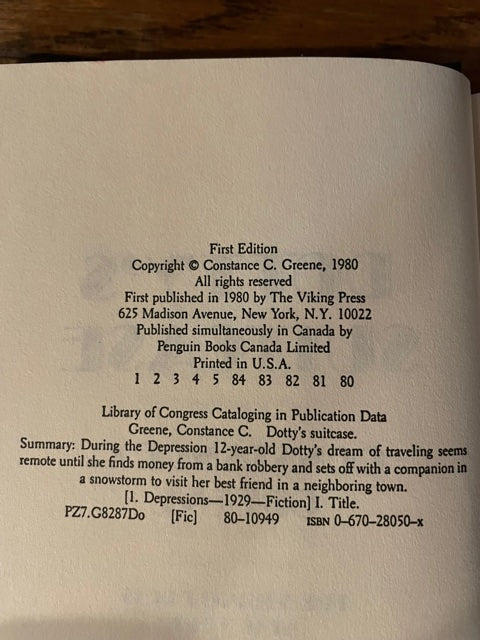 First Edition
Copyright © Constance C. Greene, 1980
All rights reserved
First published in 1980 by The Viking Press
625 Madison Avenue, New York, N.Y. 10022
Published simultaneously in Canada by
Penguin Books Canada Limited
Printed in U.S.A.
1 2 3 4 5 84 83 82 81 80
Library of Congress Cataloging in Publication Data
Greene, Constance C. Dotty's suitcase.
Summary: During the Depression 12-year-old Dotty's dream of traveling seems
remote until she finds money from a bank robbery and sets off with a companion in
a snowstorm to visit her best friend in a neighboring town.
[1. Depressions—1929—Fiction] I. Title.
PZ7.G8287Do [Fic] 80-10949 ISBN 0-670-28050-x